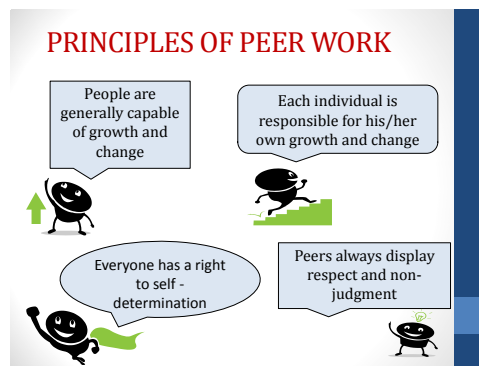 PRINCIPLES OF PEER WORK
People are
generally capable
of growth and
change
Each individual is
responsible for his/her
own growth and change
Everyone has a right
to self -
determination
Peers always display
respect and non-
judgment